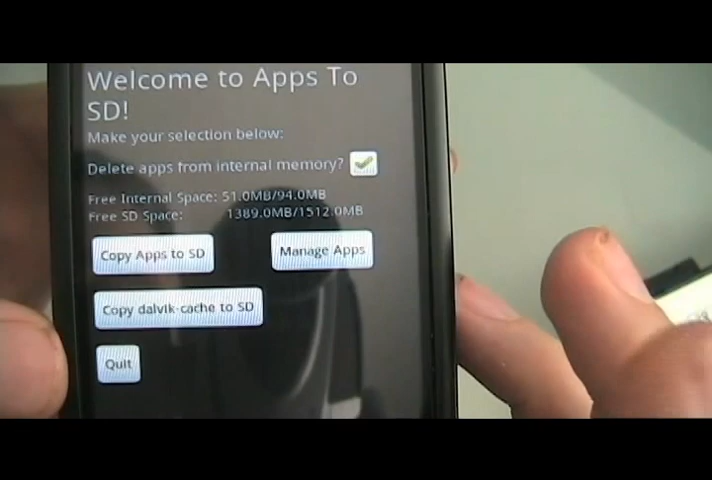 Welcome to Apps To
SD!
Make your selection below:
Delete apps from internal memory?
Free Internal Space: 51.0MB/94.0MB
Free SD Space: 1389.0MB/1512.0MB
Copy Apps to SD
Manage Apps
Copy dalvik-cache to SD
Quit